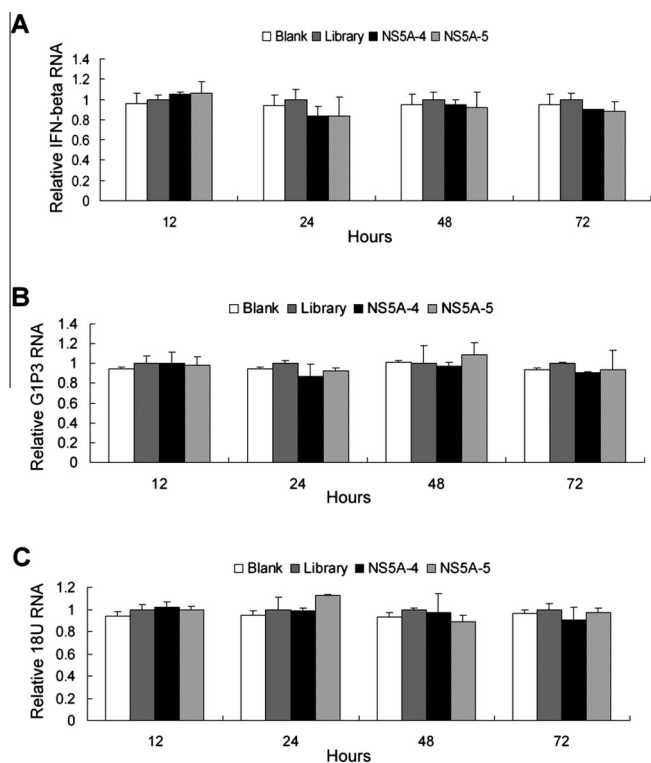 A
Blank Library NS5A-4 NS5A-5
Relative IFN-beta RNA
1.4
1.2
1
0.8
0.6
0.4
0.2
0
12 24 48 72
Hours
B
Blank Library NS5A-4 NS5A-5
Relative G1P3 RNA
1.4
1.2
1
0.8
0.6
0.4
0.2
0
12 24 48 72
Hours
C
Blank Library NS5A-4 NS5A-5
Relative 18U RNA
1.2
1
0.8
0.6
0.4
0.2
0
12 24 48 72
Hours